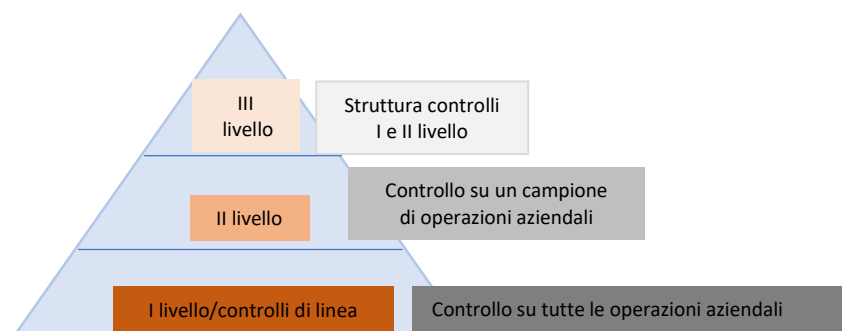 III
livello
Struttura controlli
I e II livello
Controllo su un campione
di operazioni aziendali
II livello
I livello/controlli di linea
Controllo su tutte le operazioni aziendali